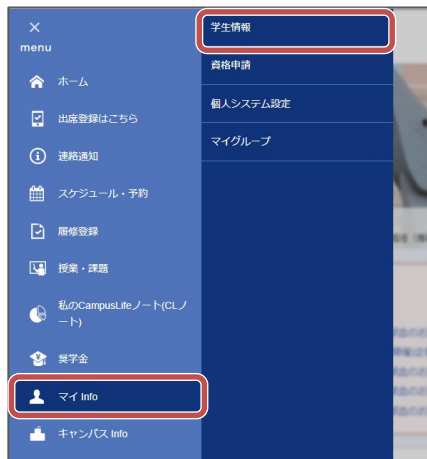 ×
menu
ホーム
出席登録はこちら
連絡通知
スケジュール・予約
履修登録
授業・課題
私のCampusLifeノート(CLノ
ート)
奨学金
マイ Info
キャンパス Info
学生情報
資格申請
個人システム設定
マイグループ